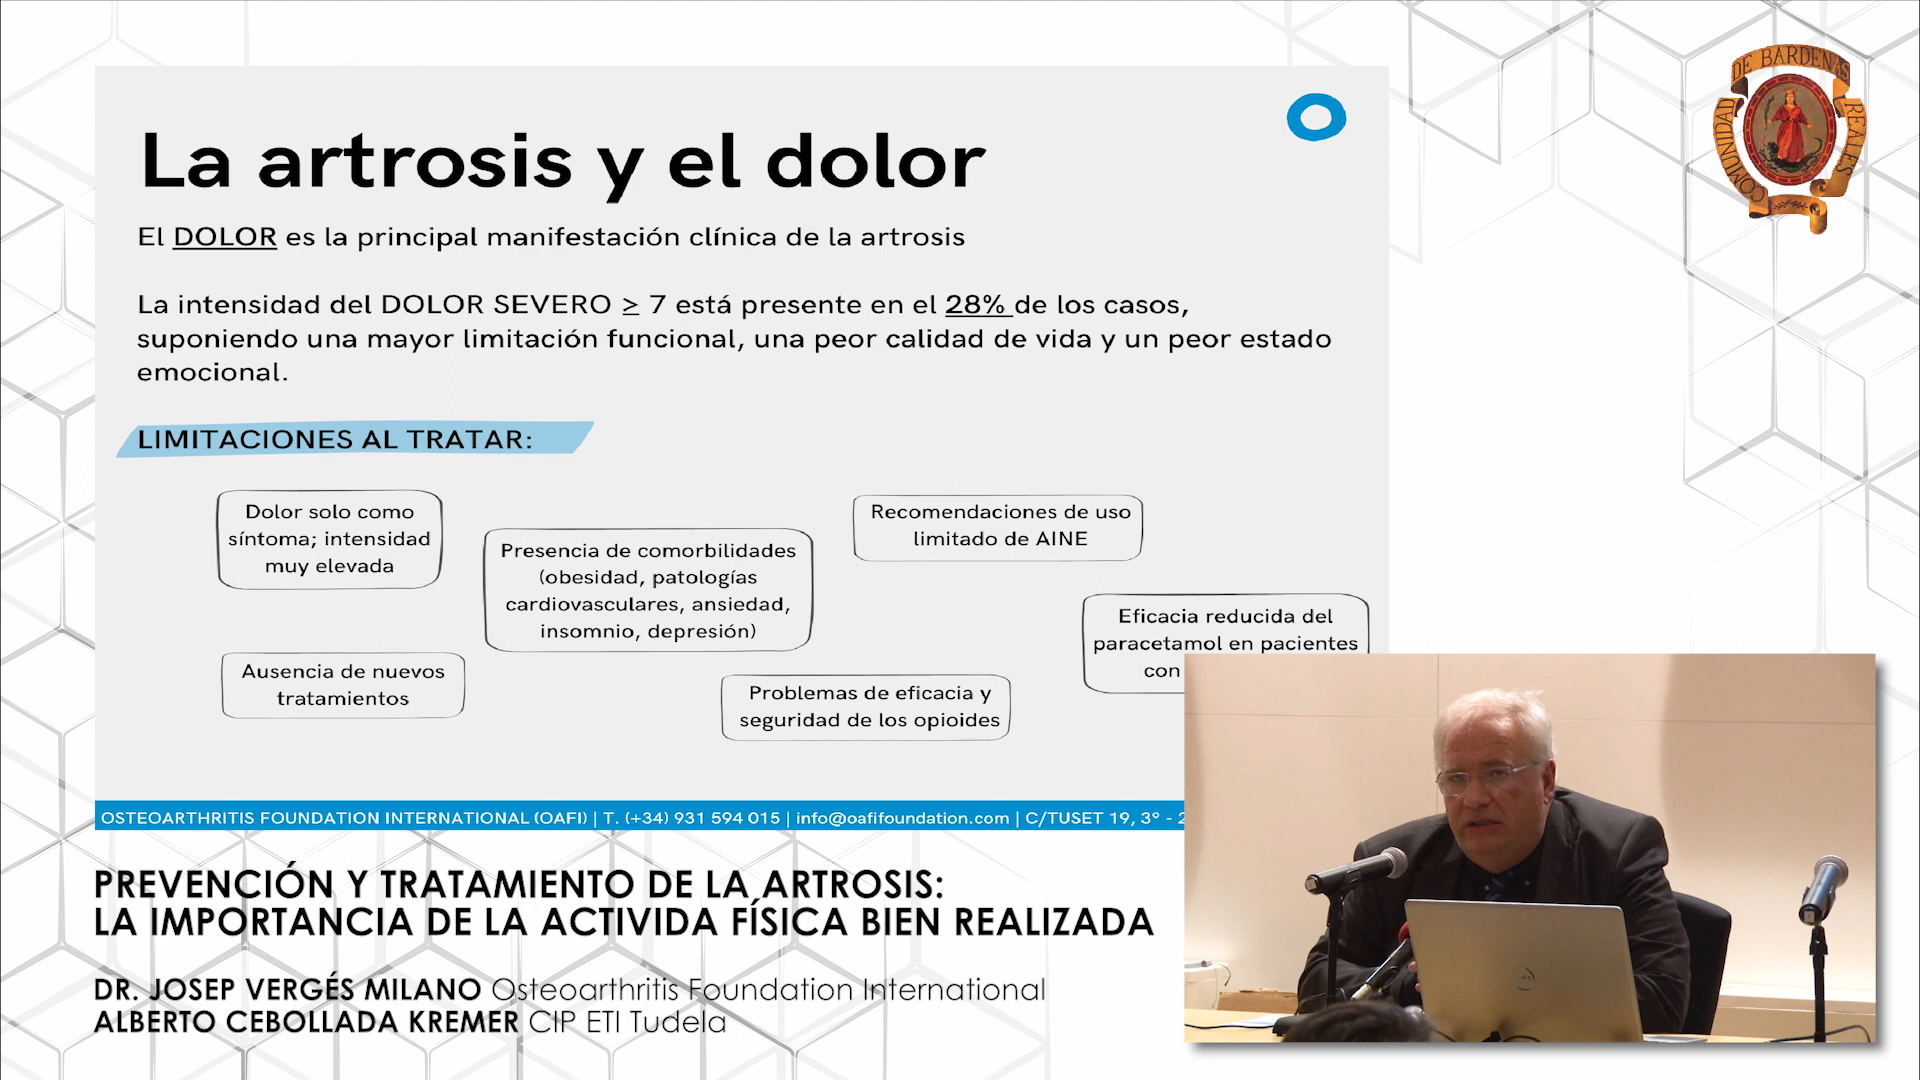 La artrosis y el dolor
El DOLOR es la principal manifestación clínica de la artrosis
La intensidad del DOLOR SEVERO ≥ 7 está presente en el 28% de los casos,
suponiendo una mayor limitación funcional, una peor calidad de vida y un peor estado
emocional.
LIMITACIONES AL TRATAR:
Dolor solo como
síntoma; intensidad
muy elevada
Presencia de comorbilidades
(obesidad, patologías
cardiovasculares, ansiedad,
insomnio, depresión)
Recomendaciones de uso
limitado de AINE
Eficacia reducida del
paracetamol en pacientes
con
Ausencia de nuevos
tratamientos
Problemas de eficacia y
seguridad de los opioides
OSTEOARTHRITIS FOUNDATION INTERNATIONAL (OAFI) | T. (+34) 931 594 015 | info@oafifoundation.com | C/TUSET 19, 3º - 2
PREVENCIÓN Y TRATAMIENTO DE LA ARTROSIS:
LA IMPORTANCIA DE LA ACTIVIDA FÍSICA BIEN REALIZADA
DR. JOSEP VERGÉS MILANO Osteoarthritis Foundation International
ALBERTO CEBOLLADA KREMER CIP ETI Tudela
COMUNIDAD DE BARDENAS REALES